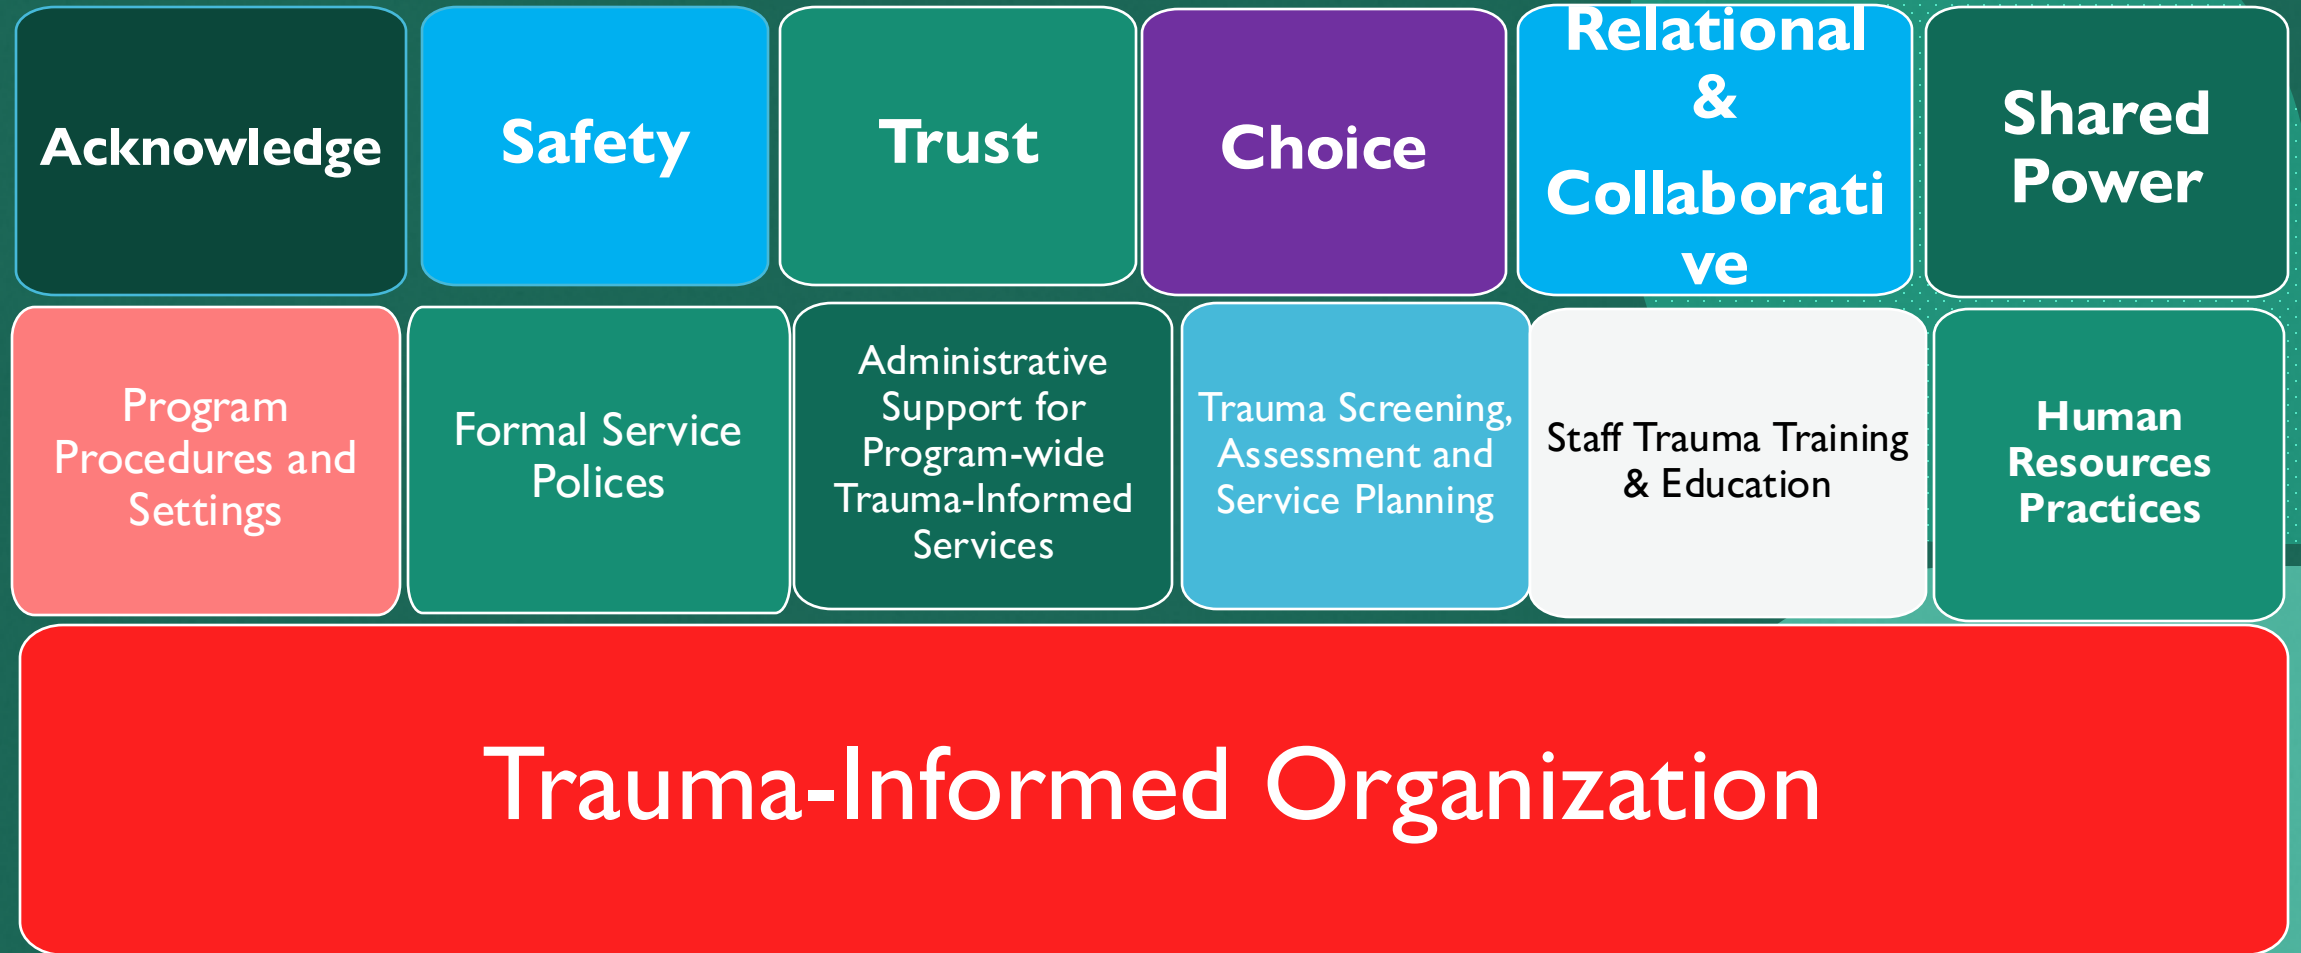 Acknowledge
Safety
Trust
Choice
Relational
&
Collaborati
ve
Shared
Power
Program
Procedures and
Settings
Formal Service
Polices
Administrative
Support for
Program-wide
Trauma-Informed
Services
Trauma Screening,
Assessment and
Service Planning
Staff Trauma Training
& Education
Human
Resources
Practices
Trauma-Informed Organization